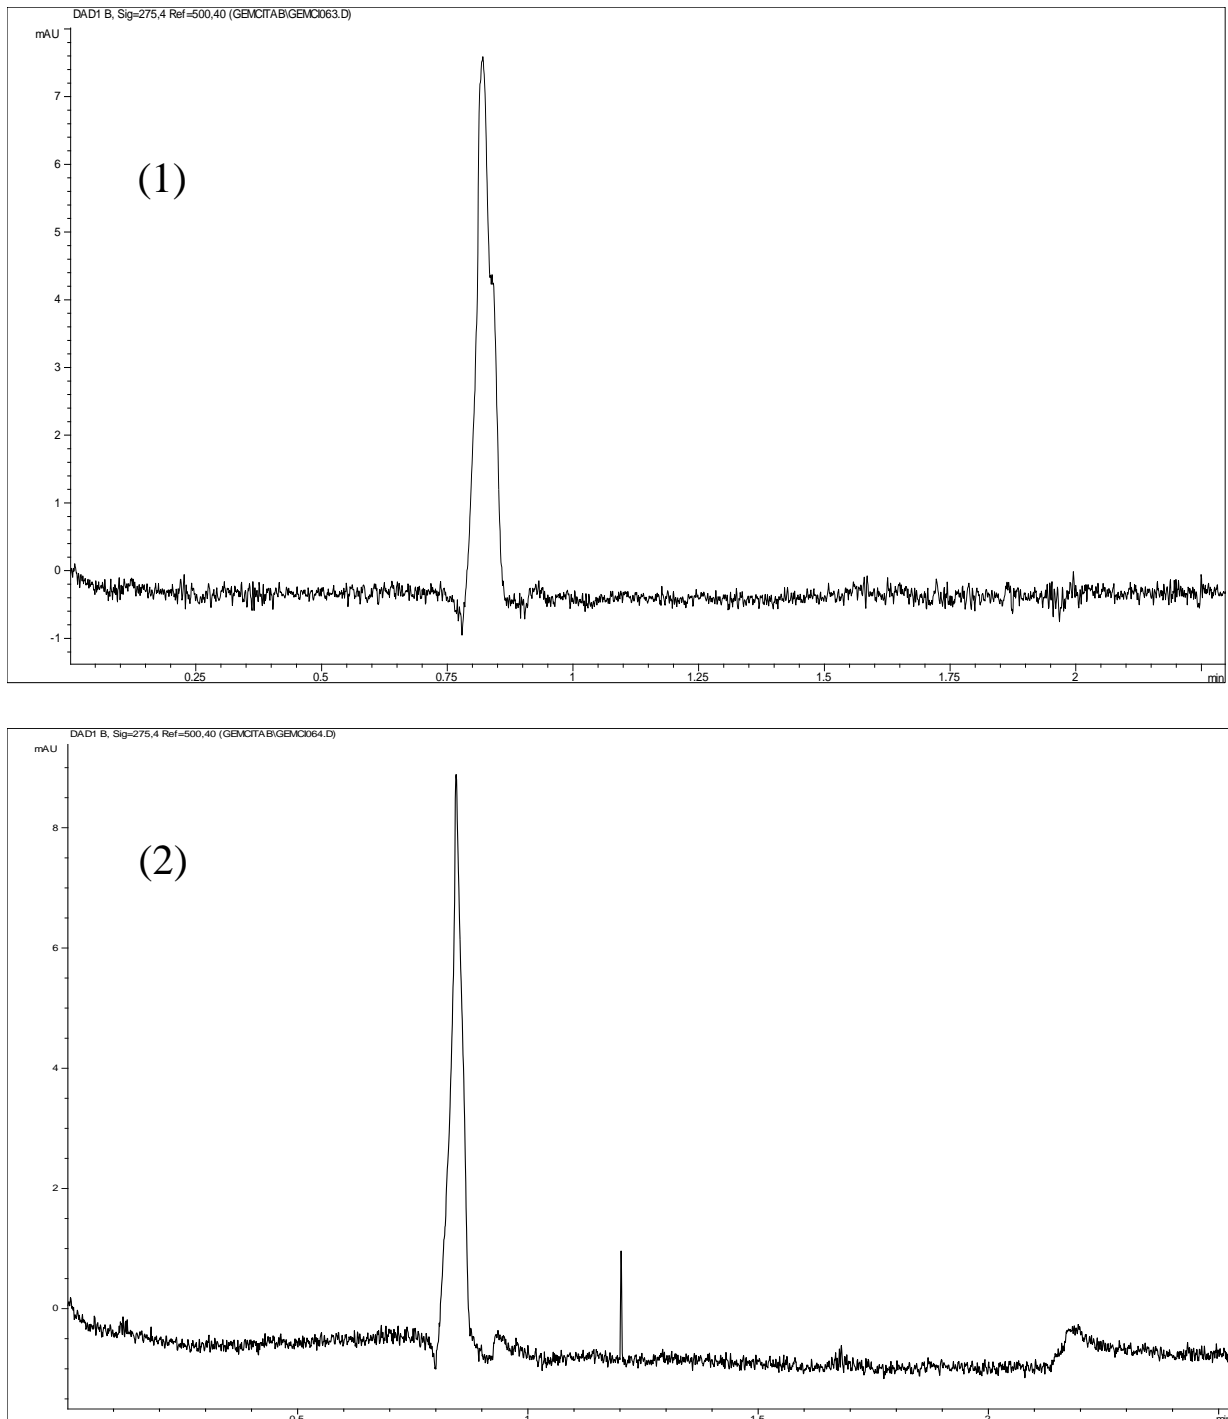 DAD1 B, Sig=275,4 Ref=500,40 (GEMCITAB\GEMCI063.D)
mAU
7
6
(1)
5
4
3
2
1
0
-1
0.25 0.5 0.75 1 1.25 1.5 1.75 2 min
DAD1 B, Sig=275,4 Ref=500,40 (GEMCITAB\GEMCI064.D)
mAU
8
(2)
6
4
2
0
0.5 1 1.5 2